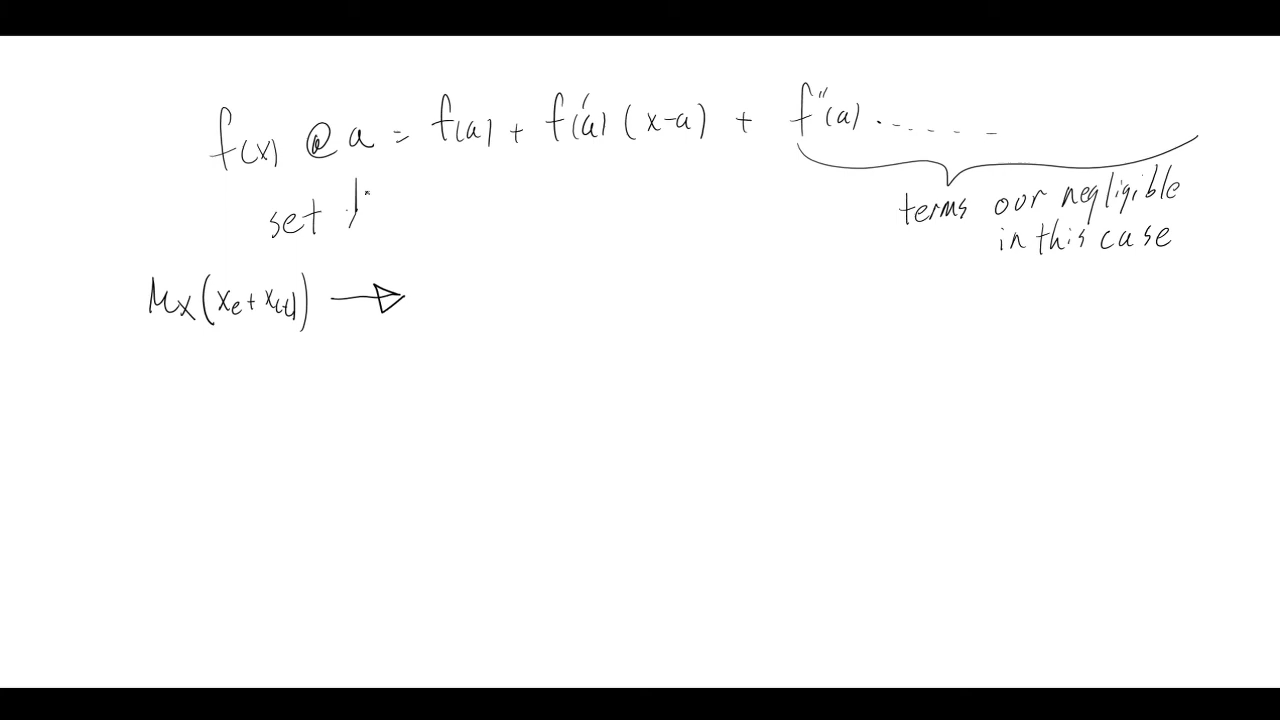 f(x) @ a = f(a) + f'(a) (x-a) + f''(a) . - - - - -
terms our negligible
in this case
set
Mx(xe + x(t)) →